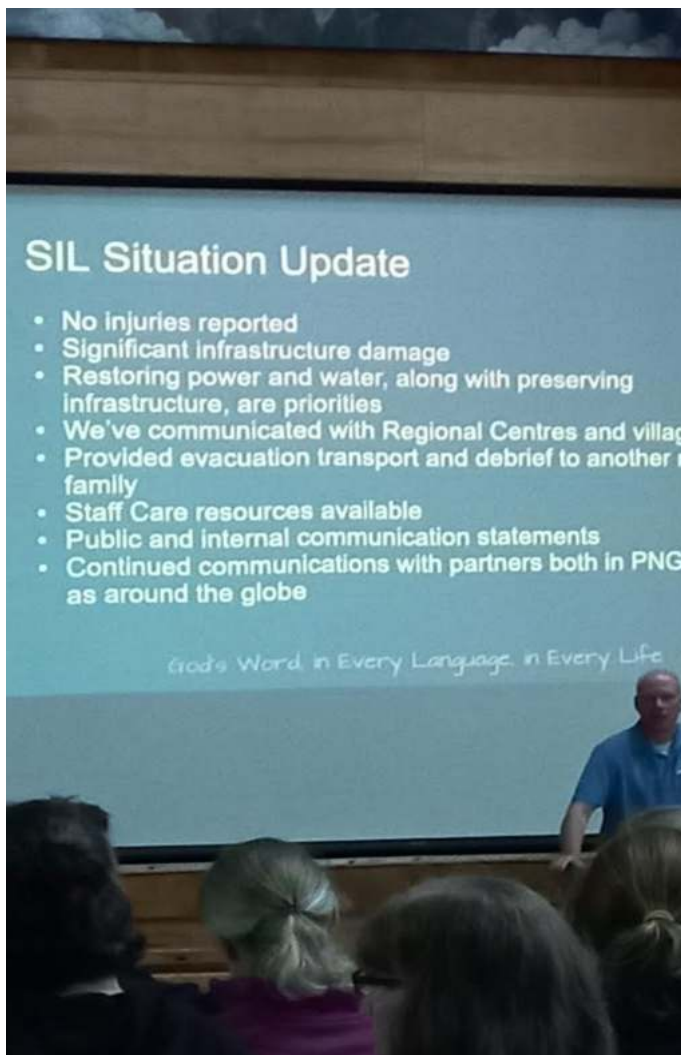 SIL Situation Update
• No injuries reported
• Significant infrastructure damage
• Restoring power and water, along with preserving
infrastructure, are priorities
• We've communicated with Regional Centres and villag
• Provided evacuation transport and debrief to another
family
• Staff Care resources available
• Public and internal communication statements
• Continued communications with partners both in PNG
as around the globe
God's Word, in Every Language, in Every Life